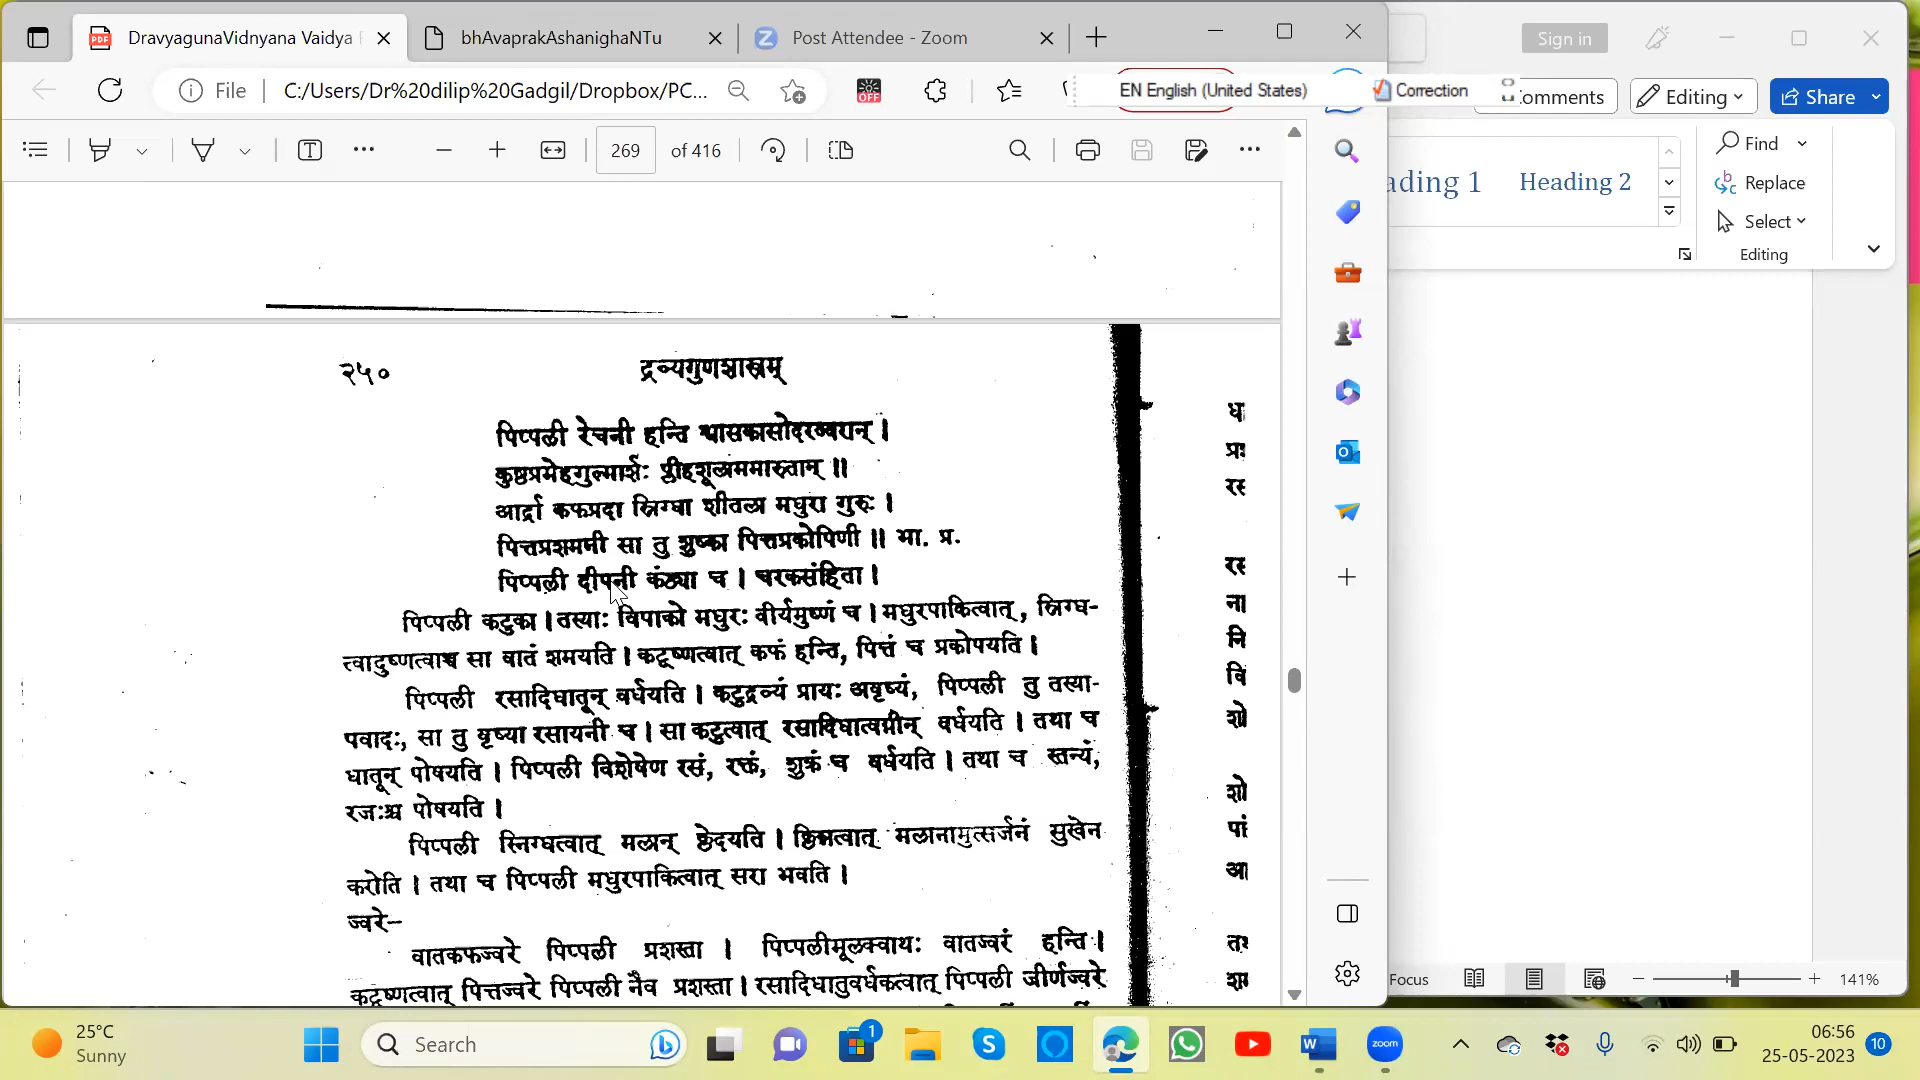 DravyagunaVidnyana Vaidya
bhAvaprakAshanighaNTu
Post Attendee - Zoom
Sign in
File
C:/Users/Dr%20dilip%20Gadgil/Dropbox/PC...
OFF
EN English (United States)
Correction
omments
Editing
Share
269
of 416
ading 1
Heading 2
Find
Replace
Select
Editing
२५०
द्रव्यगुणशास्त्रम्
पिप्पली रेचनी हन्ति श्वासकासोदरज्वरान् ।
कुष्ठप्रमेहगुल्मार्शः प्लीहशूलाममारुतान् ॥
आर्द्रा कफप्रदा स्निग्धा शीतला मधुरा गुरुः ।
पित्तप्रशमनी सा तु शुष्का पित्तप्रकोपिणी ॥ भा. प्र.
पिप्पली दीपनी कंठ्या च । चरकसंहिता ।
पिप्पली कटुका । तस्याः विपाको मधुरः वीर्यमुष्णं च । मधुरपाकित्वात्, स्निग्ध-
त्वादुष्णत्वाच्च सा वातं शमयति । कटूष्णत्वात् कफं हन्ति, पित्तं च प्रकोपयति ।
पिप्पली रसादिधातून् वर्धयति । कटुद्रव्यं प्रायः अवृष्यं, पिप्पली तु तस्या-
पवादः, सा तु वृष्या रसायनी च । सा कटुत्वात् रसादिधात्वग्नीन् वर्धयति । तथा च
धातून् पोषयति । पिप्पली विशेषेण रसं, रक्तं, शुक्रं च वर्धयति । तथा च स्तन्यं,
रजःश्च पोषयति ।
पिप्पली स्निग्धत्वात् मलान् छेदयति । छिन्नत्वात् मलानामुत्सर्जनं सुखेन
करोति । तथा च पिप्पली मधुरपाकित्वात् सरा भवति ।
ज्वरे–
वातकफज्वरे पिप्पली प्रशस्ता । पिप्पलीमूलक्वाथः वातज्वरं हन्ति ।
कटूष्णत्वात् पित्तज्वरे पिप्पली नैव प्रशस्ता । रसादिधातुवर्धकत्वात् पिप्पली जीर्णज्वरे
Focus
141%
25°C
Sunny
Search
1
zoom
06:56
25-05-2023
10